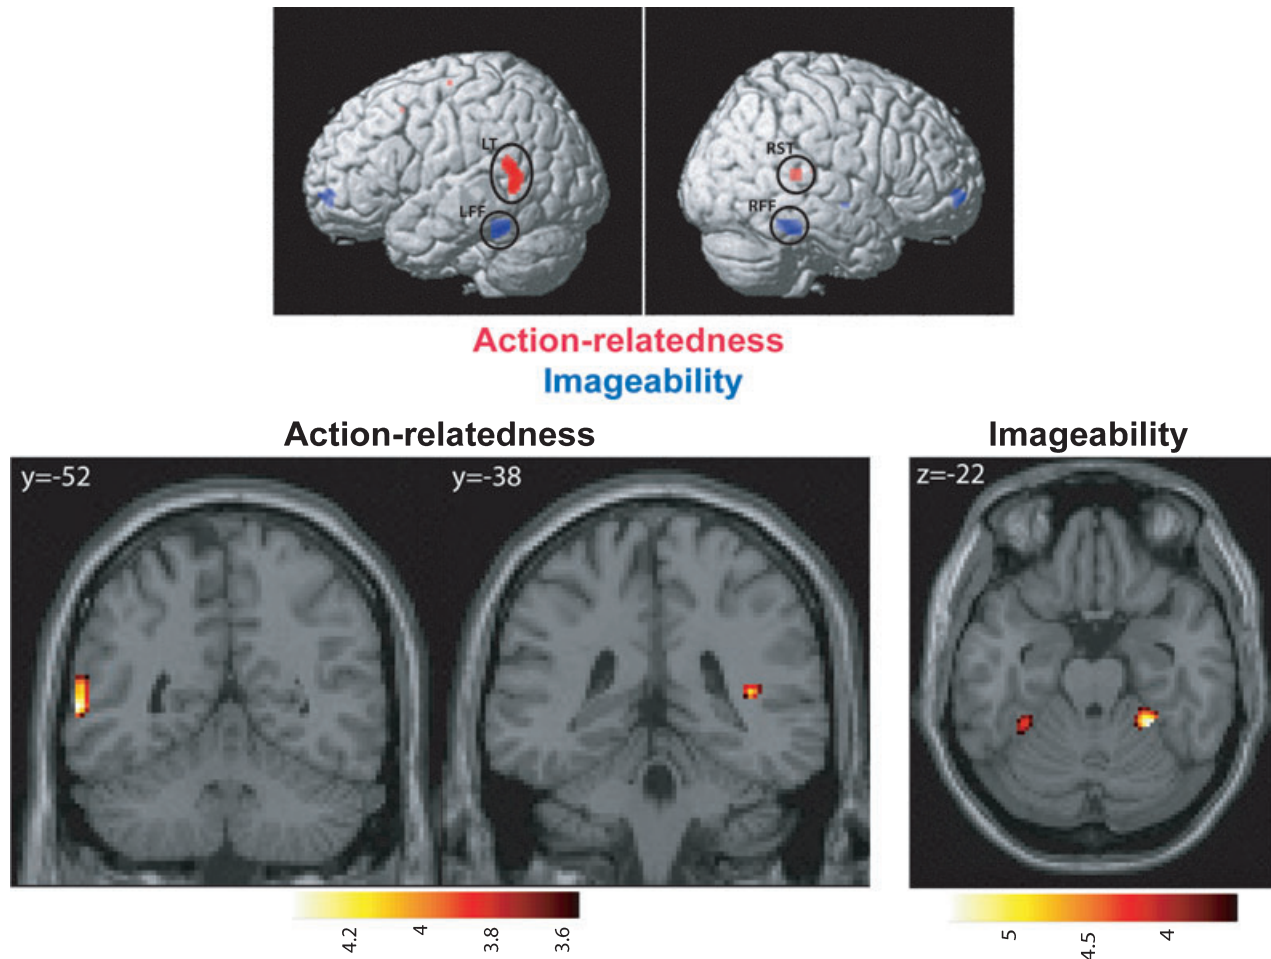 LT
LFF
RST
RFF
Action-relatedness
Imageability
Action-relatedness
Imageability
y=-52
y=-38
z=-22
4.2
4
3.8
3.6
5
4.5
4